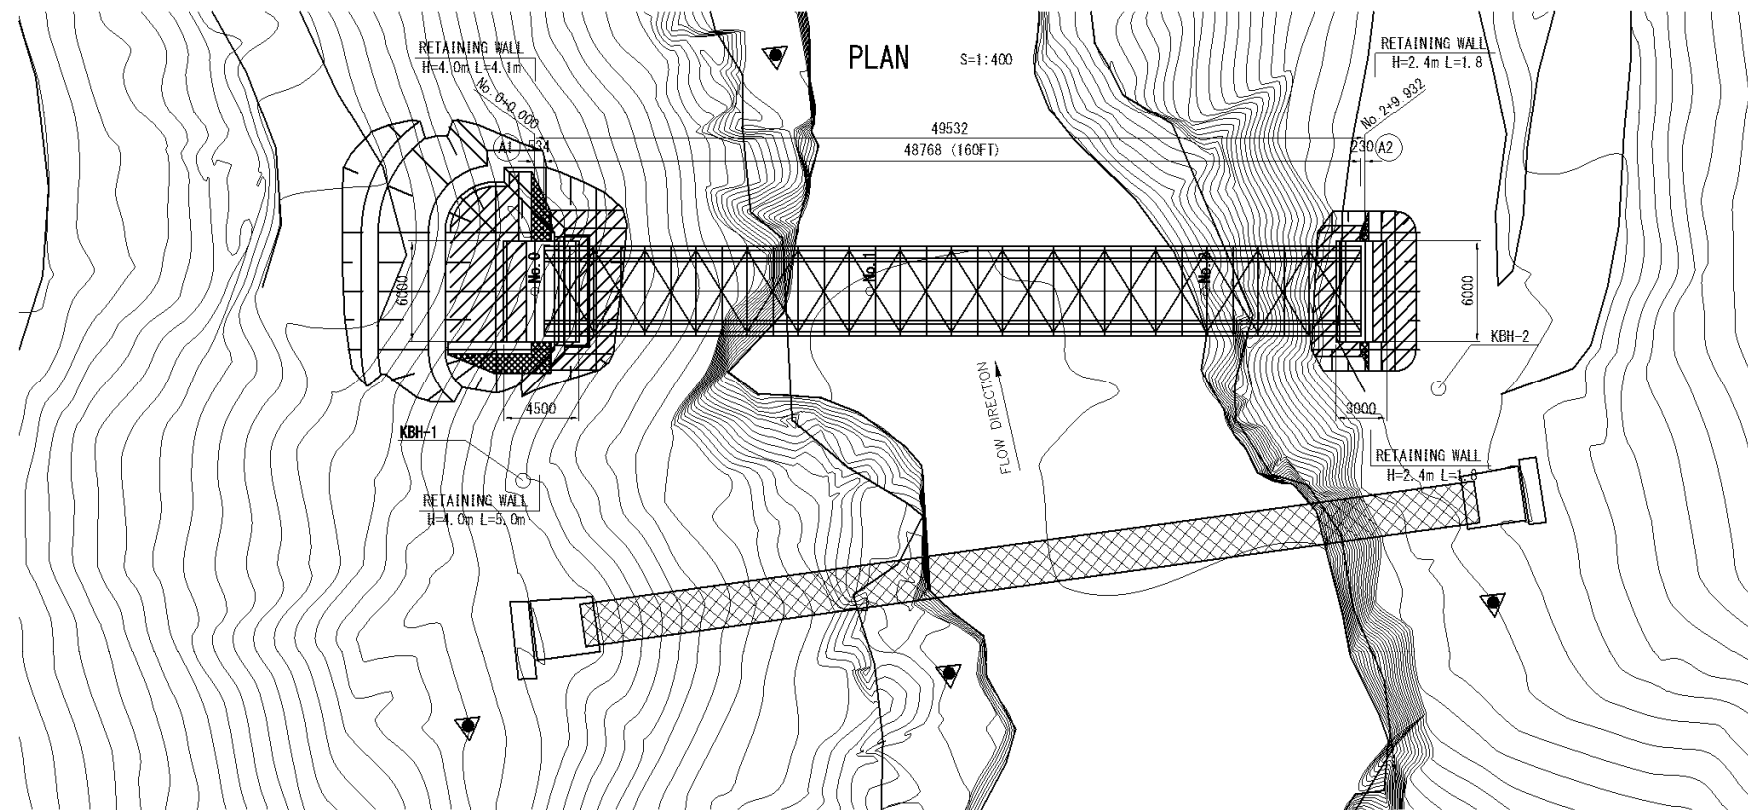 PLAN
S=1:400
RETAINING WALL
H=4.0m L=4.1m
No. 0+0.000
RETAINING WALL
H=2.4m L=1.8
No. 2+9.932
49532
A1
534
48768 (160FT)
230
A2
6000
No.0
No.1
No.2
6000
KBH-2
4500
3000
FLOW DIRECTION
KBH-1
RETAINING WALL
H=4.0m L=5.0m
RETAINING WALL
H=2.4m L=1.8